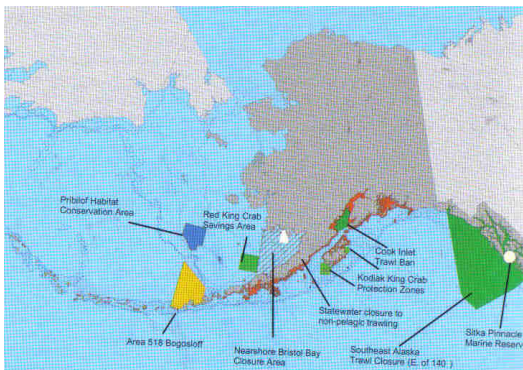 Pribilof Habitat
Conservation Area
Red King Crab
Savings Area
Cook Inlet
Trawl Ban
Kodiak King Crab
Protection Zones
Statewater closure to
non-pelagic trawling
Sitka Pinnacle
Marine Reserv
Area 518 Bogosloff
Nearshore Bristol Bay
Closure Area
Southeast Alaska
Trawl Closure (E. of 140 )